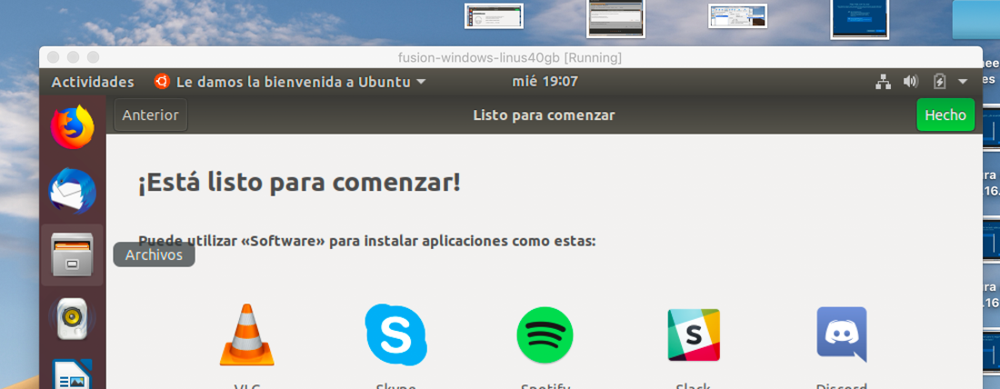 fusion-windows-linus40gb [Running]
Actividades Le damos la bienvenida a Ubuntu mié 19:07
Anterior Listo para comenzar Hecho
¡Está listo para comenzar!
Puede utilizar «Software» para instalar aplicaciones como estas:
Archivos
VLC Skype Spotify Slack Discord